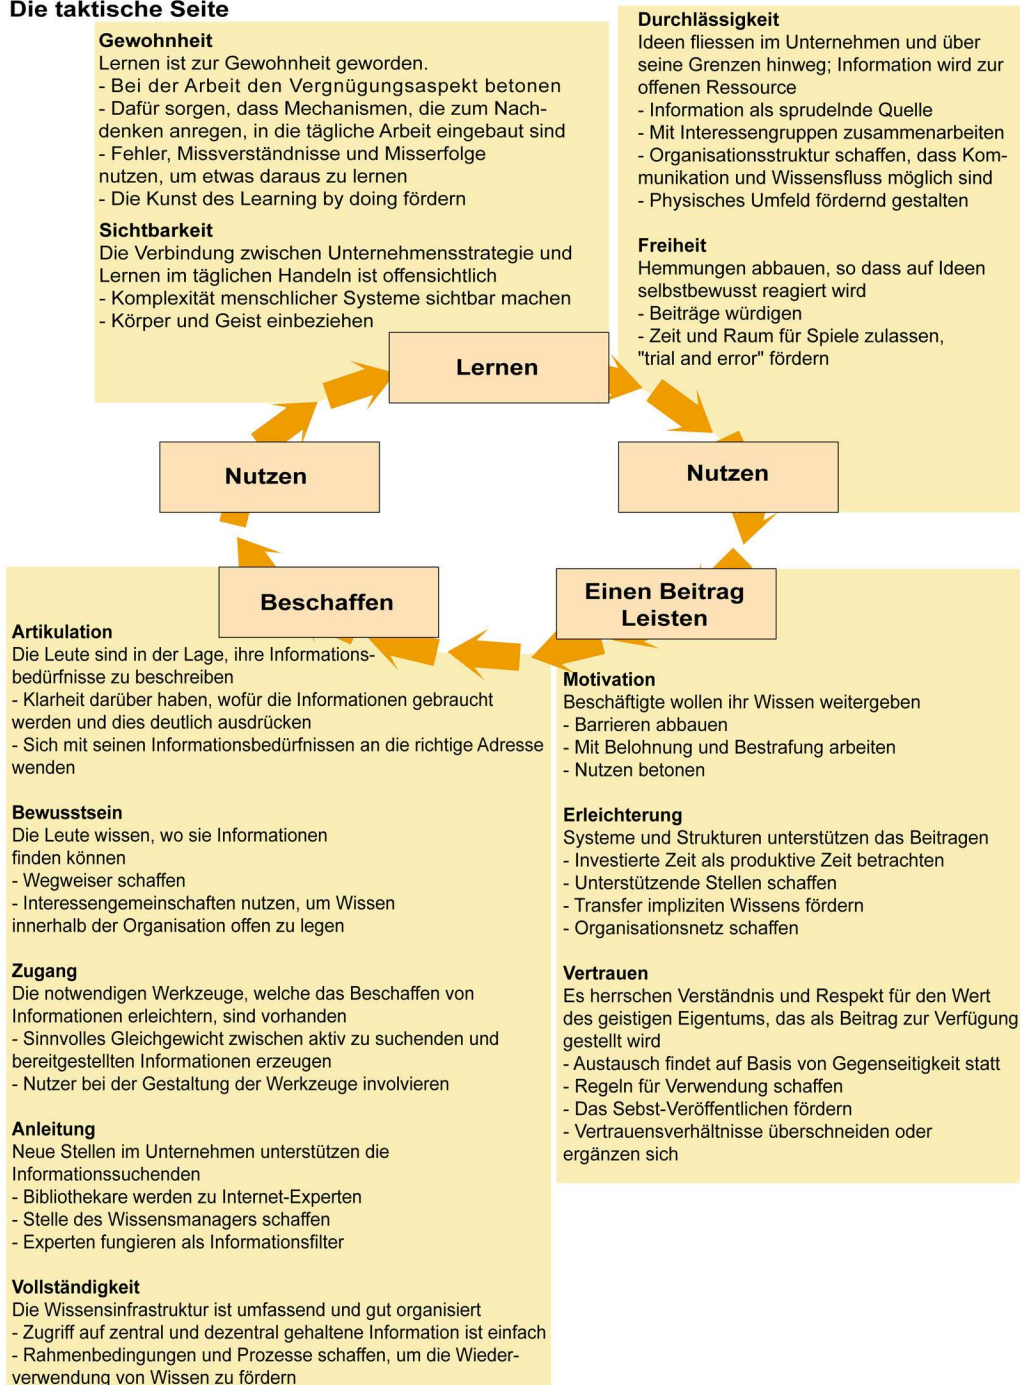 Die taktische Seite
Gewohnheit
Lernen ist zur Gewohnheit geworden.
- Bei der Arbeit den Vergnügungsaspekt betonen
- Dafür sorgen, dass Mechanismen, die zum Nach-
denken anregen, in die tägliche Arbeit eingebaut sind
- Fehler, Missverständnisse und Misserfolge
nutzen, um etwas daraus zu lernen
- Die Kunst des Learning by doing fördern
Sichtbarkeit
Die Verbindung zwischen Unternehmensstrategie und
Lernen im täglichen Handeln ist offensichtlich
- Komplexität menschlicher Systeme sichtbar machen
- Körper und Geist einbeziehen
Durchlässigkeit
Ideen fliessen im Unternehmen und über
seine Grenzen hinweg; Information wird zur
offenen Ressource
- Information als sprudelnde Quelle
- Mit Interessengruppen zusammenarbeiten
- Organisationsstruktur schaffen, dass Kom-
munikation und Wissensfluss möglich sind
- Physisches Umfeld fördernd gestalten
Freiheit
Hemmungen abbauen, so dass auf Ideen
selbstbewusst reagiert wird
- Beiträge würdigen
- Zeit und Raum für Spiele zulassen,
"trial and error" fördern
Lernen
Nutzen
Nutzen
Beschaffen
Einen Beitrag
Leisten
Artikulation
Die Leute sind in der Lage, ihre Informations-
bedürfnisse zu beschreiben
- Klarheit darüber haben, wofür die Informationen gebraucht
werden und dies deutlich ausdrücken
- Sich mit seinen Informationsbedürfnissen an die richtige Adresse
wenden
Bewusstsein
Die Leute wissen, wo sie Informationen
finden können
- Wegweiser schaffen
- Interessengemeinschaften nutzen, um Wissen
innerhalb der Organisation offen zu legen
Zugang
Die notwendigen Werkzeuge, welche das Beschaffen von
Informationen erleichtern, sind vorhanden
- Sinnvolles Gleichgewicht zwischen aktiv zu suchenden und
bereitgestellten Informationen erzeugen
- Nutzer bei der Gestaltung der Werkzeuge involvieren
Anleitung
Neue Stellen im Unternehmen unterstützen die
Informationssuchenden
- Bibliothekare werden zu Internet-Experten
- Stelle des Wissensmanagers schaffen
- Experten fungieren als Informationsfilter
Vollständigkeit
Die Wissensinfrastruktur ist umfassend und gut organisiert
- Zugriff auf zentral und dezentral gehaltene Information ist einfach
- Rahmenbedingungen und Prozesse schaffen, um die Wieder-
verwendung von Wissen zu fördern
Motivation
Beschäftigte wollen ihr Wissen weitergeben
- Barrieren abbauen
- Mit Belohnung und Bestrafung arbeiten
- Nutzen betonen
Erleichterung
Systeme und Strukturen unterstützen das Beitragen
- Investierte Zeit als produktive Zeit betrachten
- Unterstützende Stellen schaffen
- Transfer impliziten Wissens fördern
- Organisationsnetz schaffen
Vertrauen
Es herrschen Verständnis und Respekt für den Wert
des geistigen Eigentums, das als Beitrag zur Verfügung
gestellt wird
- Austausch findet auf Basis von Gegenseitigkeit statt
- Regeln für Verwendung schaffen
- Das Sebst-Veröffentlichen fördern
- Vertrauensverhältnisse überschneiden oder
ergänzen sich